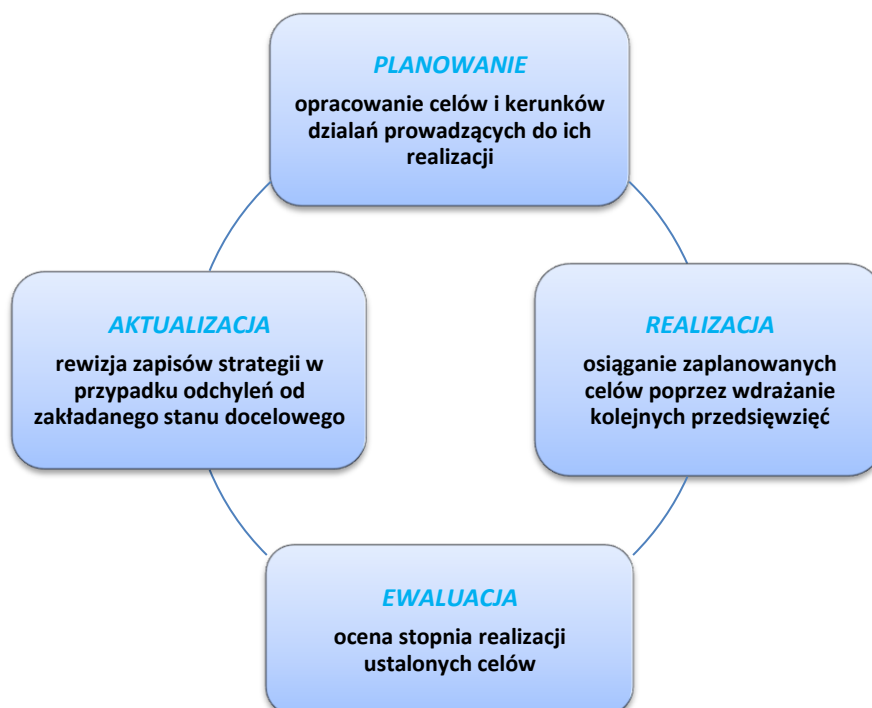 PLANOWANIE
opracowanie celów i kerunków
dzialań prowadzących do ich
realizacji
AKTUALIZACJA
rewizja zapisów strategii w
przypadku odchyleń od
zakładanego stanu docelowego
REALIZACJA
osiąganie zaplanowanych
celów poprzez wdrażanie
kolejnych przedsięwzięć
EWALUACJA
ocena stopnia realizacji
ustalonych celów